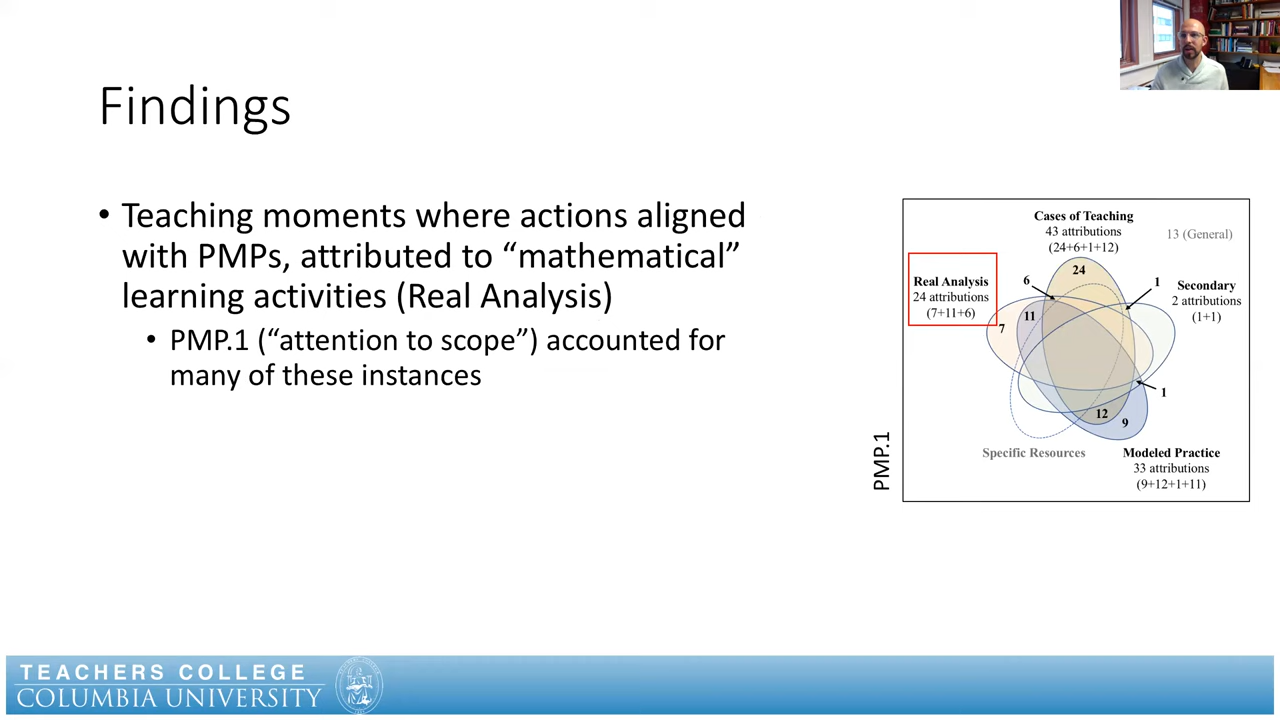 Findings
• Teaching moments where actions aligned
with PMPs, attributed to “mathematical”
learning activities (Real Analysis)
• PMP.1 (“attention to scope”) accounted for
many of these instances
PMP.1
Cases of Teaching
43 attributions
(24+6+1+12)
13 (General)
Real Analysis
24 attributions
(7+11+6)
Secondary
2 attributions
(1+1)
6
24
1
11
7
1
12
9
Specific Resources
Modeled Practice
33 attributions
(9+12+1+11)
TEACHERS COLLEGE
COLUMBIA UNIVERSITY